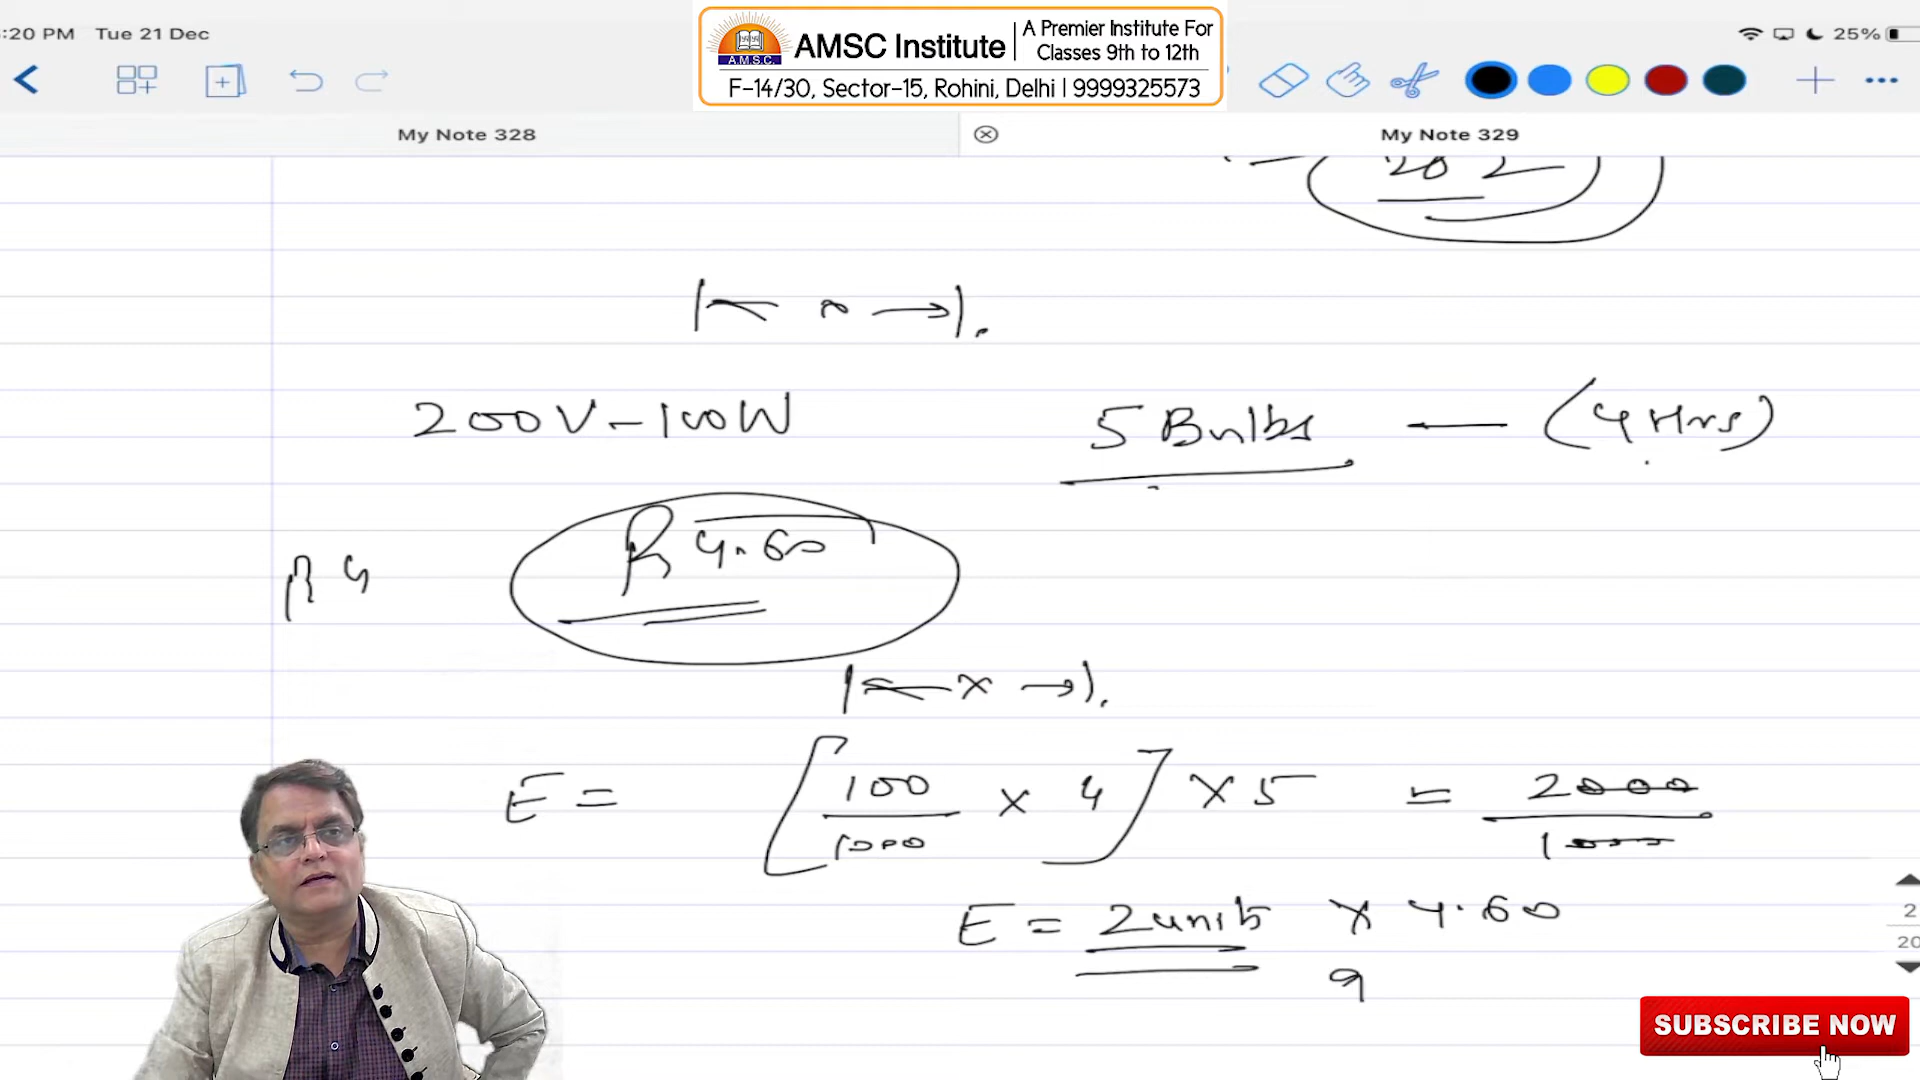 :20 PM Tue 21 Dec
25%
A.M.S.C.
AMSC Institute
A Premier Institute For
Classes 9th to 12th
F-14/30, Sector-15, Rohini, Delhi | 9999325573
My Note 328
My Note 329
|← x →|.
200V - 100W 5 Bulbs — (4 Hrs)
4.60
|← x →|.
E = [100/1000 × 4] × 5 = 2000/1000
E = 2 units × 4.60
9
2
20
SUBSCRIBE NOW